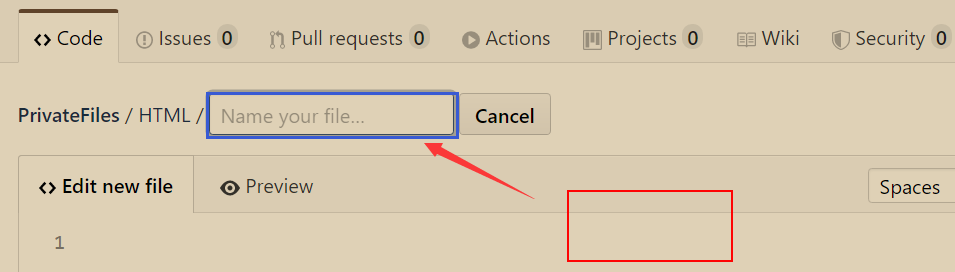 Code Issues 0 Pull requests 0 Actions Projects 0 Wiki Security 0
PrivateFiles / HTML / Name your file... Cancel
Edit new file Preview Spaces
1